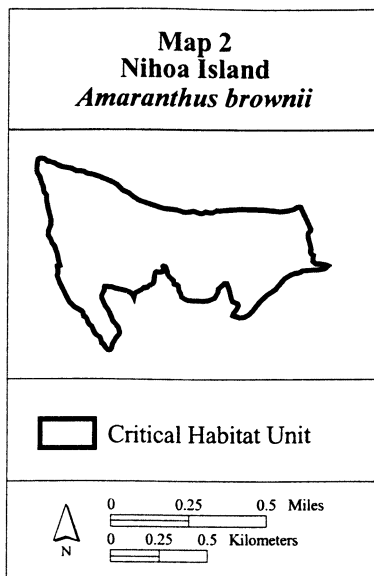 Map 2
Nihoa Island
Amaranthus brownii
Critical Habitat Unit
0 0.25 0.5 Miles
0 0.25 0.5 Kilometers
N